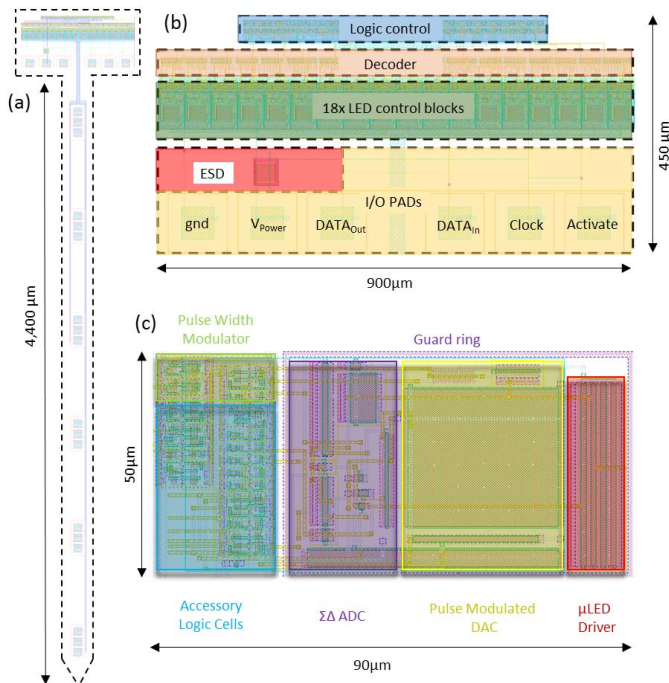 (a)
4,400 µm
(b)
Logic control
Decoder
18x LED control blocks
ESD
I/O PADs
gnd
VPower
DATAOut
DATAin
Clock
Activate
450 µm
900µm
(c)
Pulse Width
Modulator
Guard ring
50µm
Accessory
Logic Cells
ΣΔ ADC
Pulse Modulated
DAC
µLED
Driver
90µm